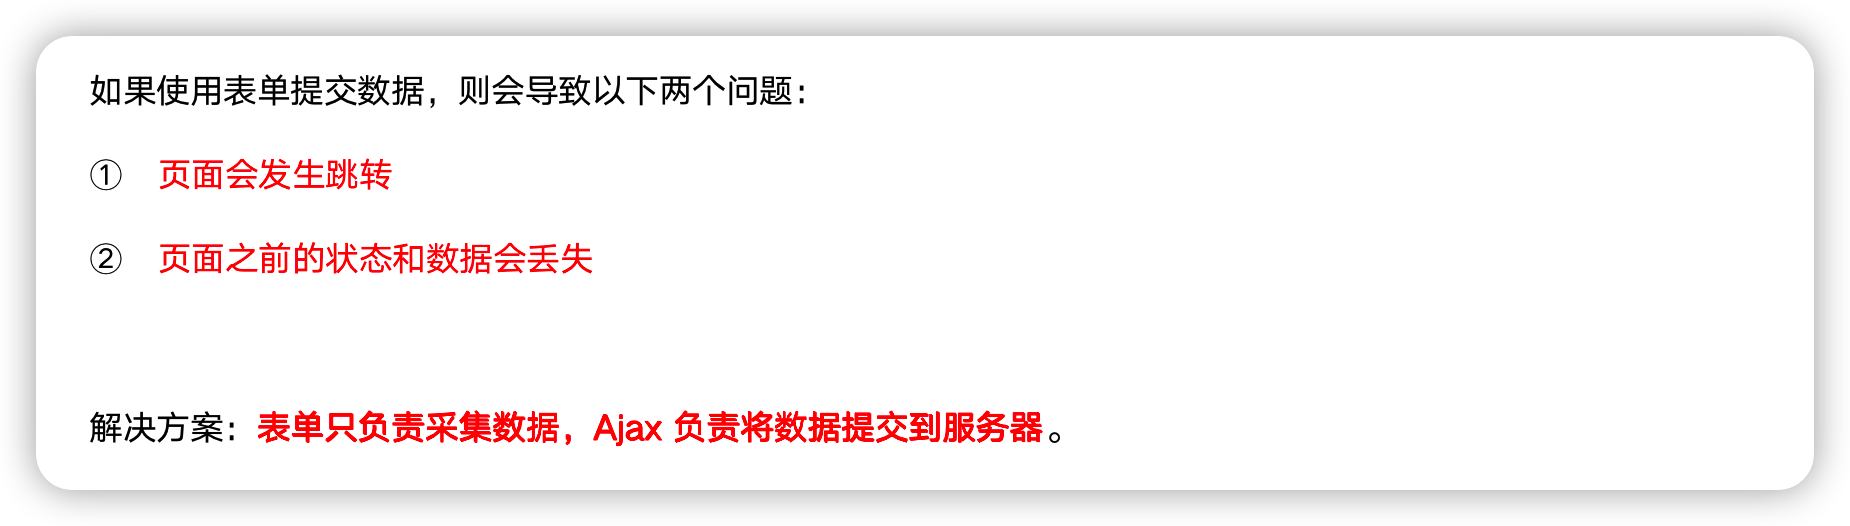 如果使用表单提交数据，则会导致以下两个问题：
① 页面会发生跳转
② 页面之前的状态和数据会丢失
解决方案：表单只负责采集数据，Ajax 负责将数据提交到服务器。